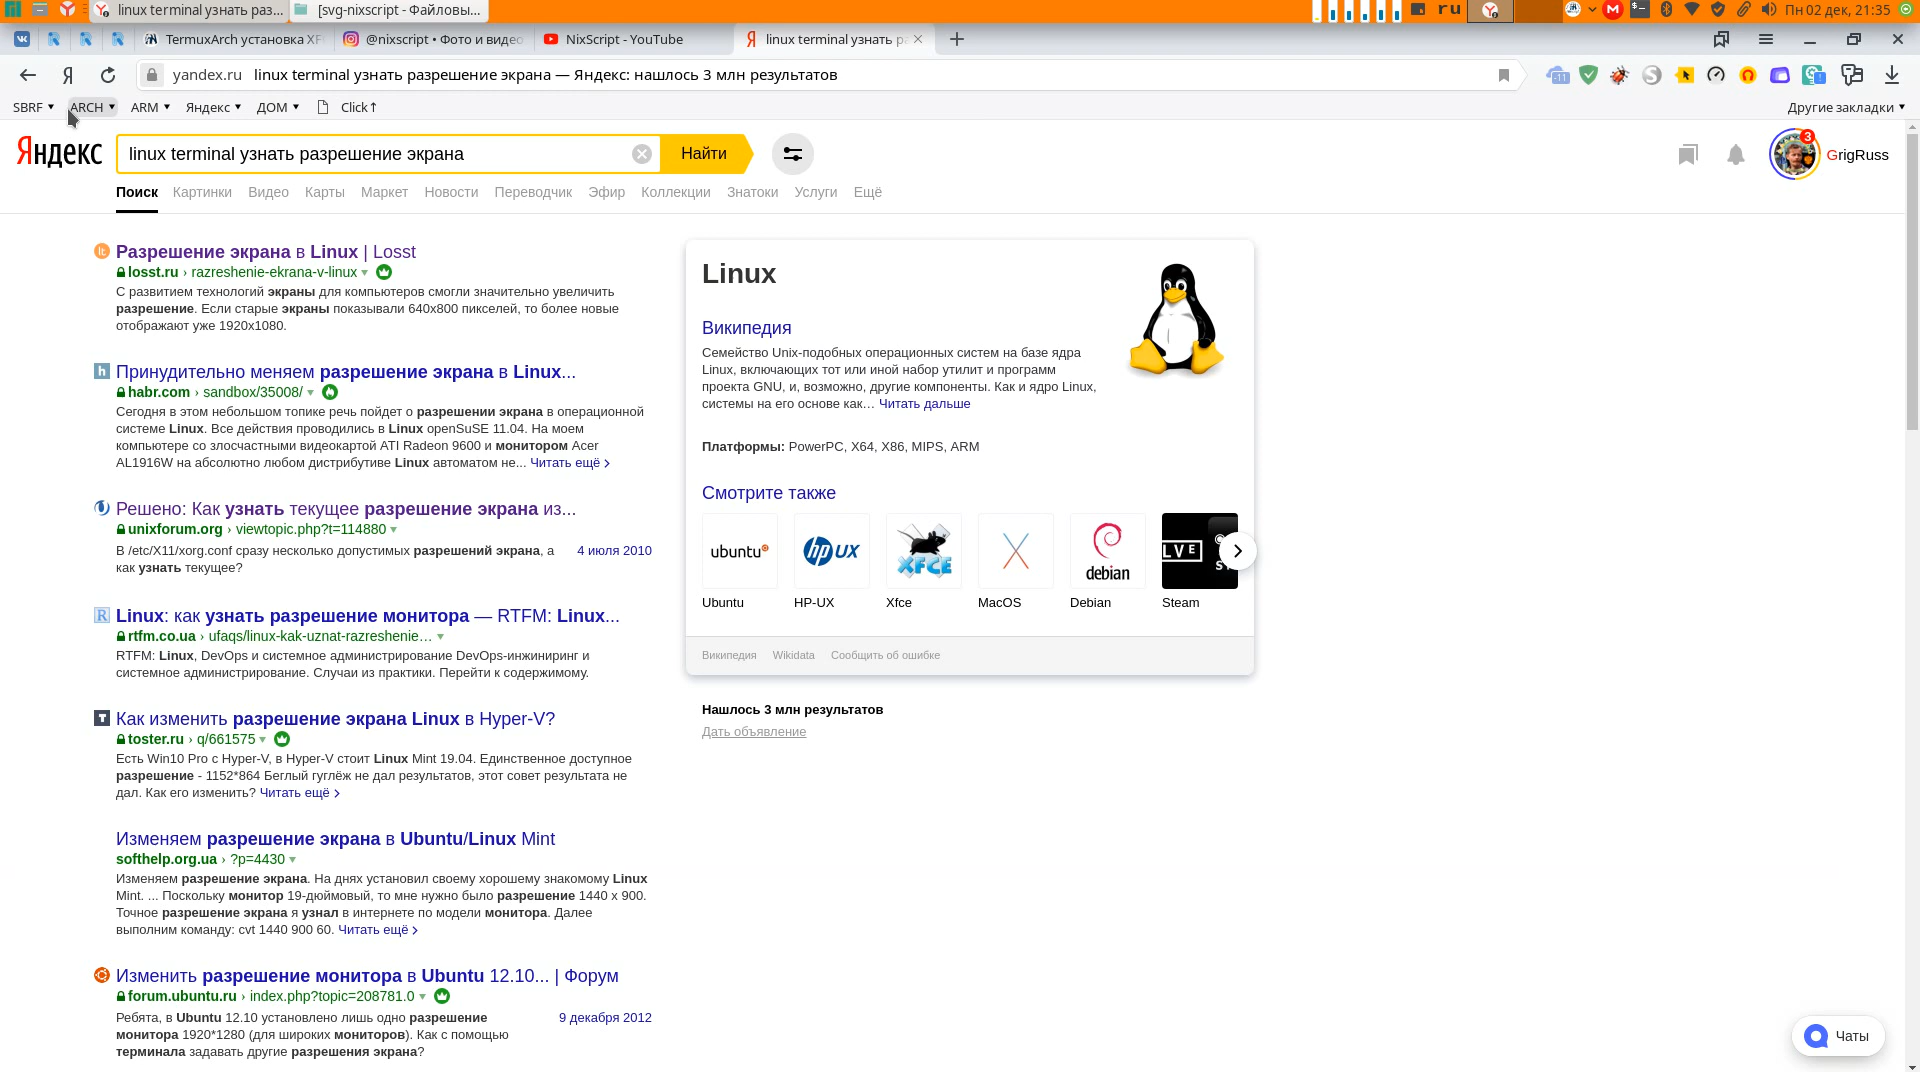 linux terminal узнать раз...
[svg-nixscript - Файловы...
ru
Пн 02 дек, 21:35
TermuxArch установка XF
@nixscript • Фото и видео
NixScript - YouTube
linux terminal узнать ра
yandex.ru linux terminal узнать разрешение экрана — Яндекс: нашлось 3 млн результатов
-11
SBRF ARCH ARM Яндекс ДОМ Click↑ Другие закладки
Яндекс
linux terminal узнать разрешение экрана
Найти
3
GrigRuss
Поиск Картинки Видео Карты Маркет Новости Переводчик Эфир Коллекции Знатоки Услуги Ещё
Разрешение экрана в Linux | Losst
losst.ru › razreshenie-ekrana-v-linux
С развитием технологий экраны для компьютеров смогли значительно увеличить
разрешение. Если старые экраны показывали 640x800 пикселей, то более новые
отображают уже 1920x1080.
Принудительно меняем разрешение экрана в Linux...
habr.com › sandbox/35008/
Сегодня в этом небольшом топике речь пойдет о разрешении экрана в операционной
системе Linux. Все действия проводились в Linux openSuSE 11.04. На моем
компьютере со злосчастными видеокартой ATI Radeon 9600 и монитором Acer
AL1916W на абсолютно любом дистрибутиве Linux автоматом не... Читать ещё >
Решено: Как узнать текущее разрешение экрана из...
unixforum.org › viewtopic.php?t=114880
В /etc/X11/xorg.conf сразу несколько допустимых разрешений экрана, а
как узнать текущее?
4 июля 2010
Linux: как узнать разрешение монитора — RTFM: Linux...
rtfm.co.ua › ufaqs/linux-kak-uznat-razreshenie…
RTFM: Linux, DevOps и системное администрирование DevOps-инжиниринг и
системное администрирование. Случаи из практики. Перейти к содержимому.
Как изменить разрешение экрана Linux в Hyper-V?
toster.ru › q/661575
Есть Win10 Pro с Hyper-V, в Hyper-V стоит Linux Mint 19.04. Единственное доступное
разрешение - 1152*864 Беглый гуглёж не дал результатов, этот совет результата не
дал. Как его изменить? Читать ещё >
Изменяем разрешение экрана в Ubuntu/Linux Mint
softhelp.org.ua › ?p=4430
Изменяем разрешение экрана. На днях установил своему хорошему знакомому Linux
Mint. ... Поскольку монитор 19-дюймовый, то мне нужно было разрешение 1440 x 900.
Точное разрешение экрана я узнал в интернете по модели монитора. Далее
выполним команду: cvt 1440 900 60. Читать ещё >
Изменить разрешение монитора в Ubuntu 12.10... | Форум
forum.ubuntu.ru › index.php?topic=208781.0
Ребята, в Ubuntu 12.10 установлено лишь одно разрешение
монитора 1920*1280 (для широких мониторов). Как с помощью
терминала задавать другие разрешения экрана?
9 декабря 2012
Linux
Википедия
Семейство Unix-подобных операционных систем на базе ядра
Linux, включающих тот или иной набор утилит и программ
проекта GNU, и, возможно, другие компоненты. Как и ядро Linux,
системы на его основе как… Читать дальше
Платформы: PowerPC, X64, X86, MIPS, ARM
Смотрите также
ubuntu
hp UX
XFCE
X
debian
LVE
Ubuntu HP-UX Xfce MacOS Debian Steam
Википедия Wikidata Сообщить об ошибке
Нашлось 3 млн результатов
Дать объявление
Чаты